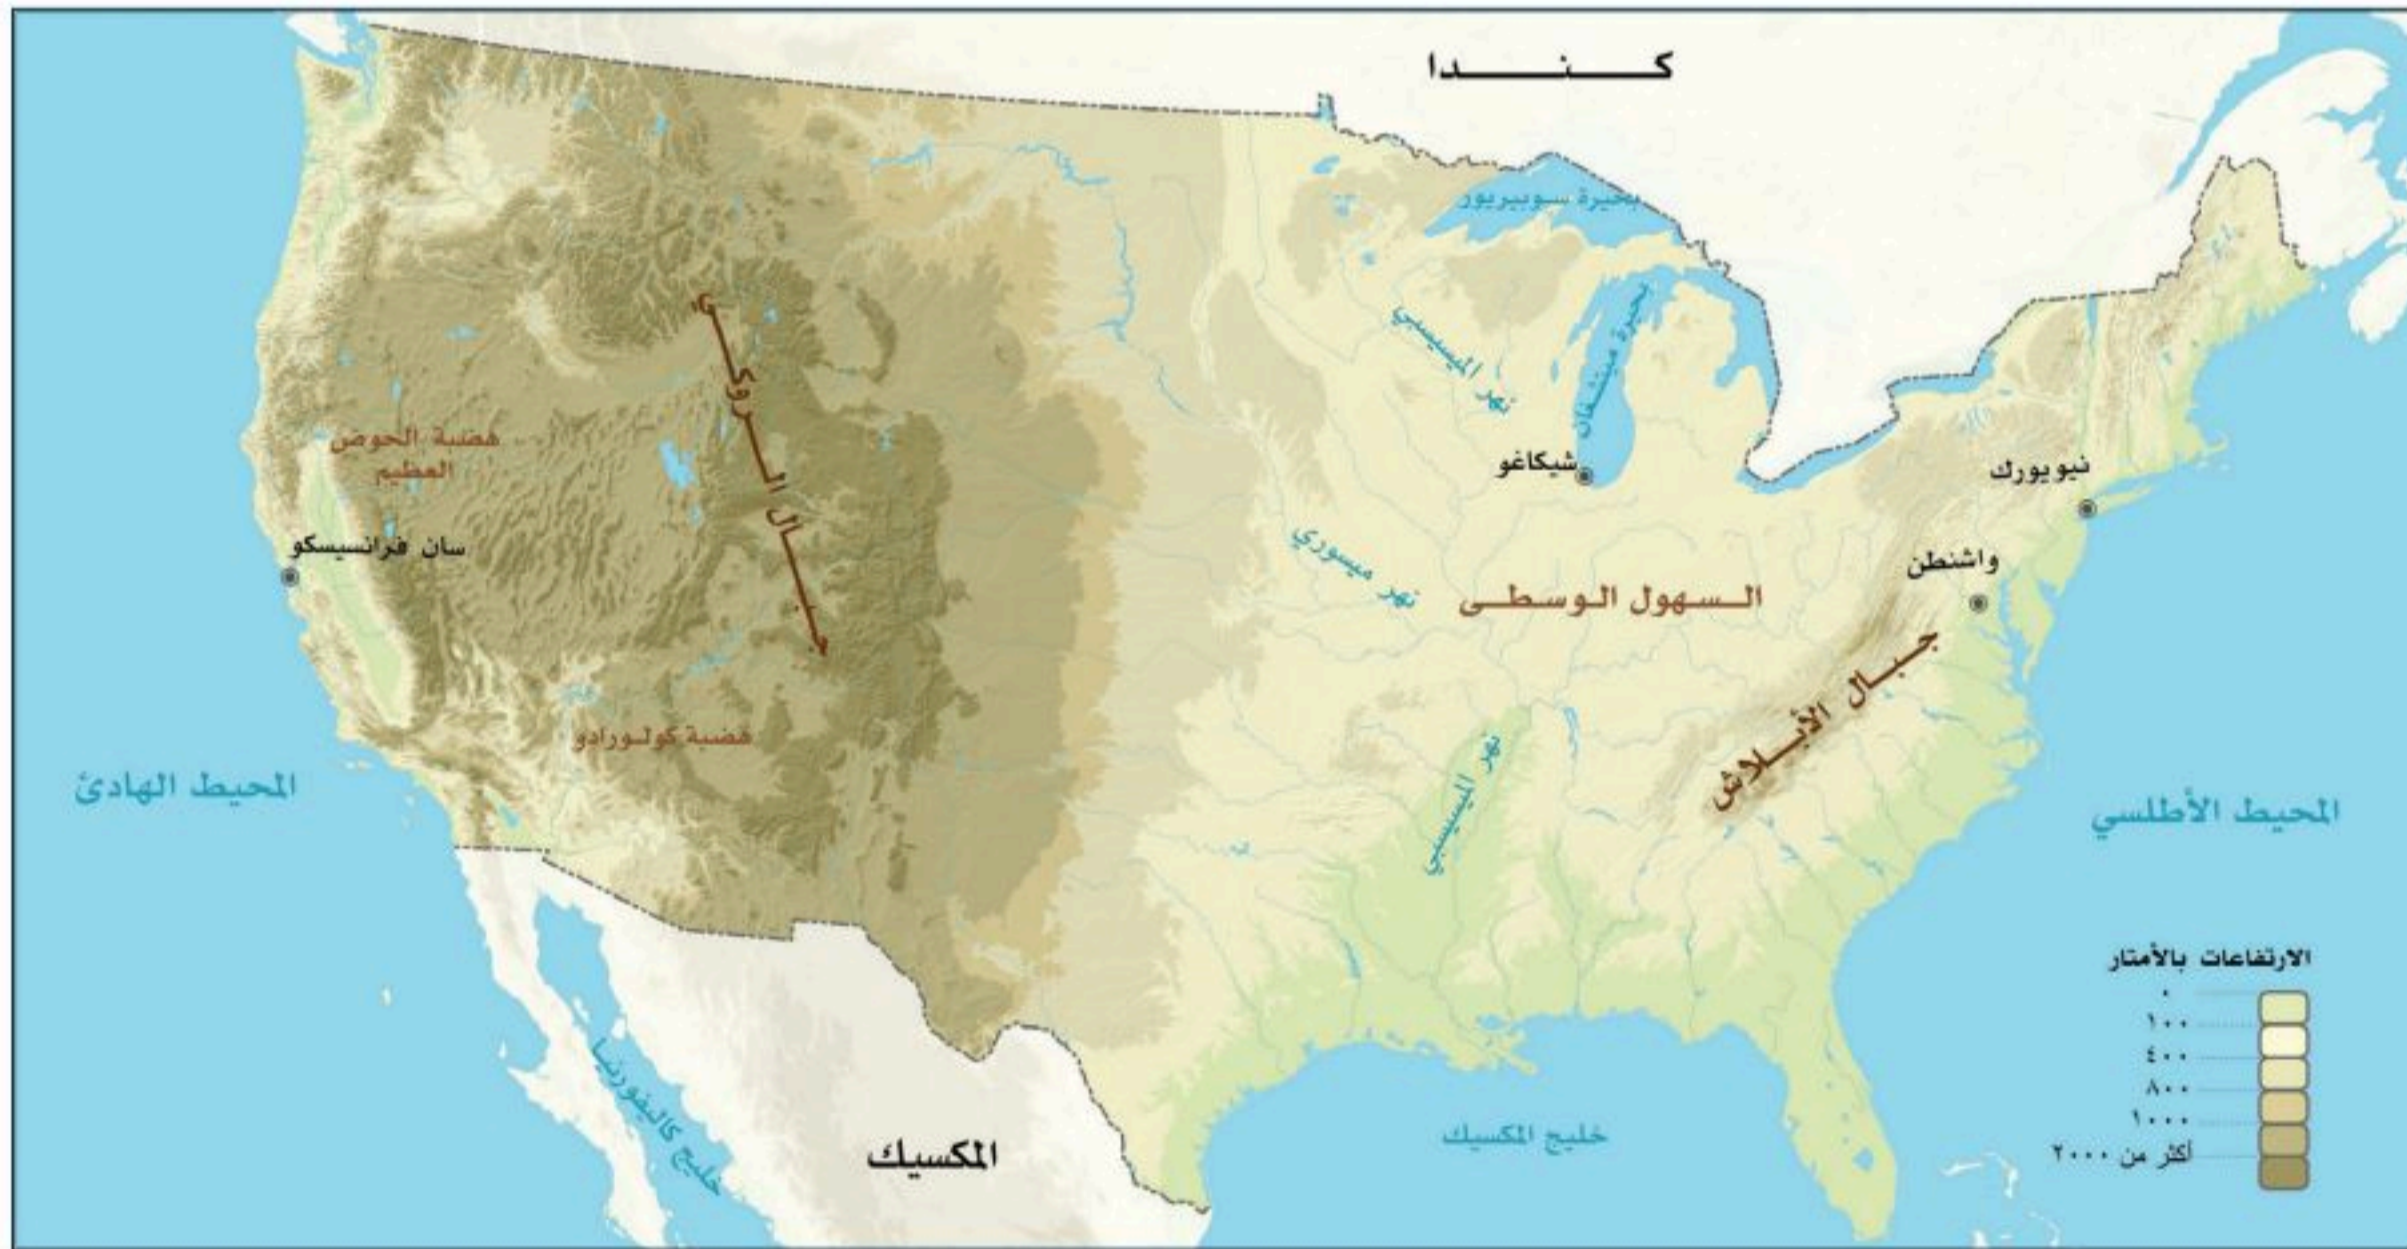 كندا
بحيرة سوبيريور
بحيرة ميتشغان
نهر الميسيسبي
جبال الروكي
هضبة الحوض
العظيم
شيكاغو
نيويورك
سان فرانسيسكو
نهر ميسوري
السهول الوسطى
واشنطن
جبال الأبلاش
هضبة كولورادو
نهر الميسيسبي
المحيط الهادئ
المحيط الأطلسي
خليج كاليفورنيا
المكسيك
خليج المكسيك
الارتفاعات بالأمتار
٠
١٠٠
٤٠٠
٨٠٠
١٠٠٠
أكثر من ٢٠٠٠